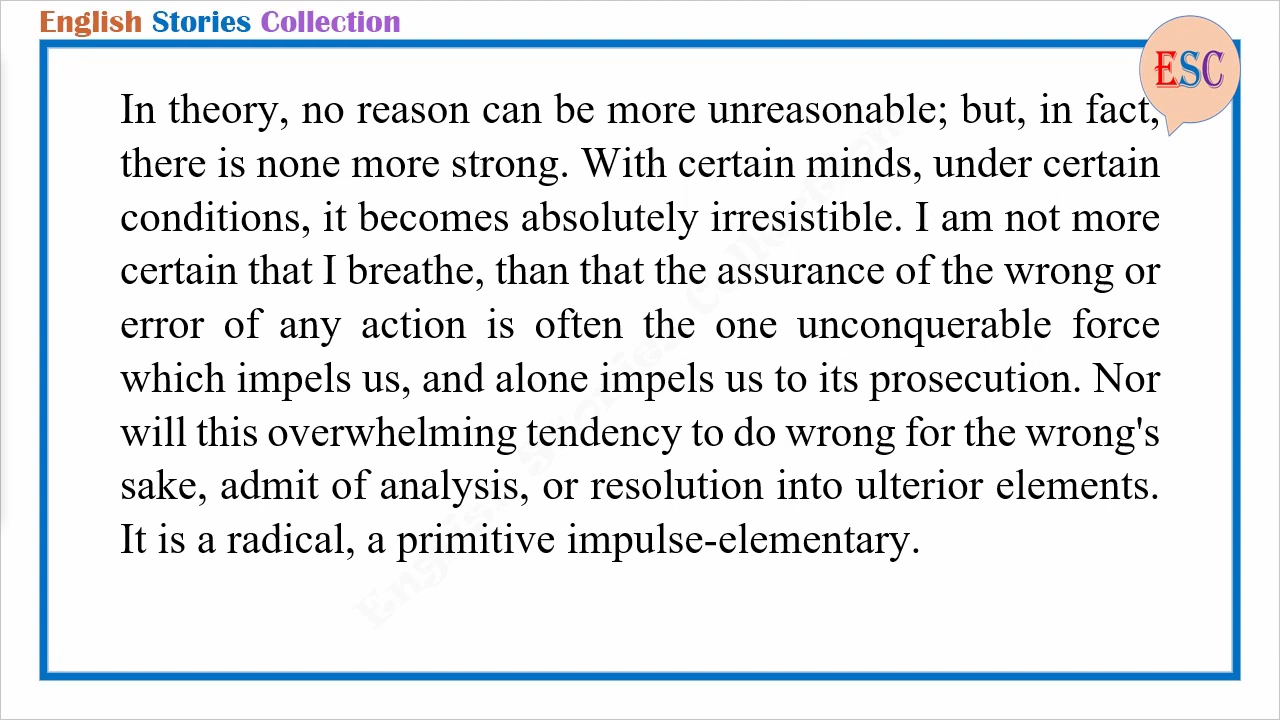 English Stories Collection
ESC
In theory, no reason can be more unreasonable; but, in fact,
there is none more strong. With certain minds, under certain
conditions, it becomes absolutely irresistible. I am not more
certain that I breathe, than that the assurance of the wrong or
error of any action is often the one unconquerable force
which impels us, and alone impels us to its prosecution. Nor
will this overwhelming tendency to do wrong for the wrong's
sake, admit of analysis, or resolution into ulterior elements.
It is a radical, a primitive impulse-elementary.
English Stories Collection